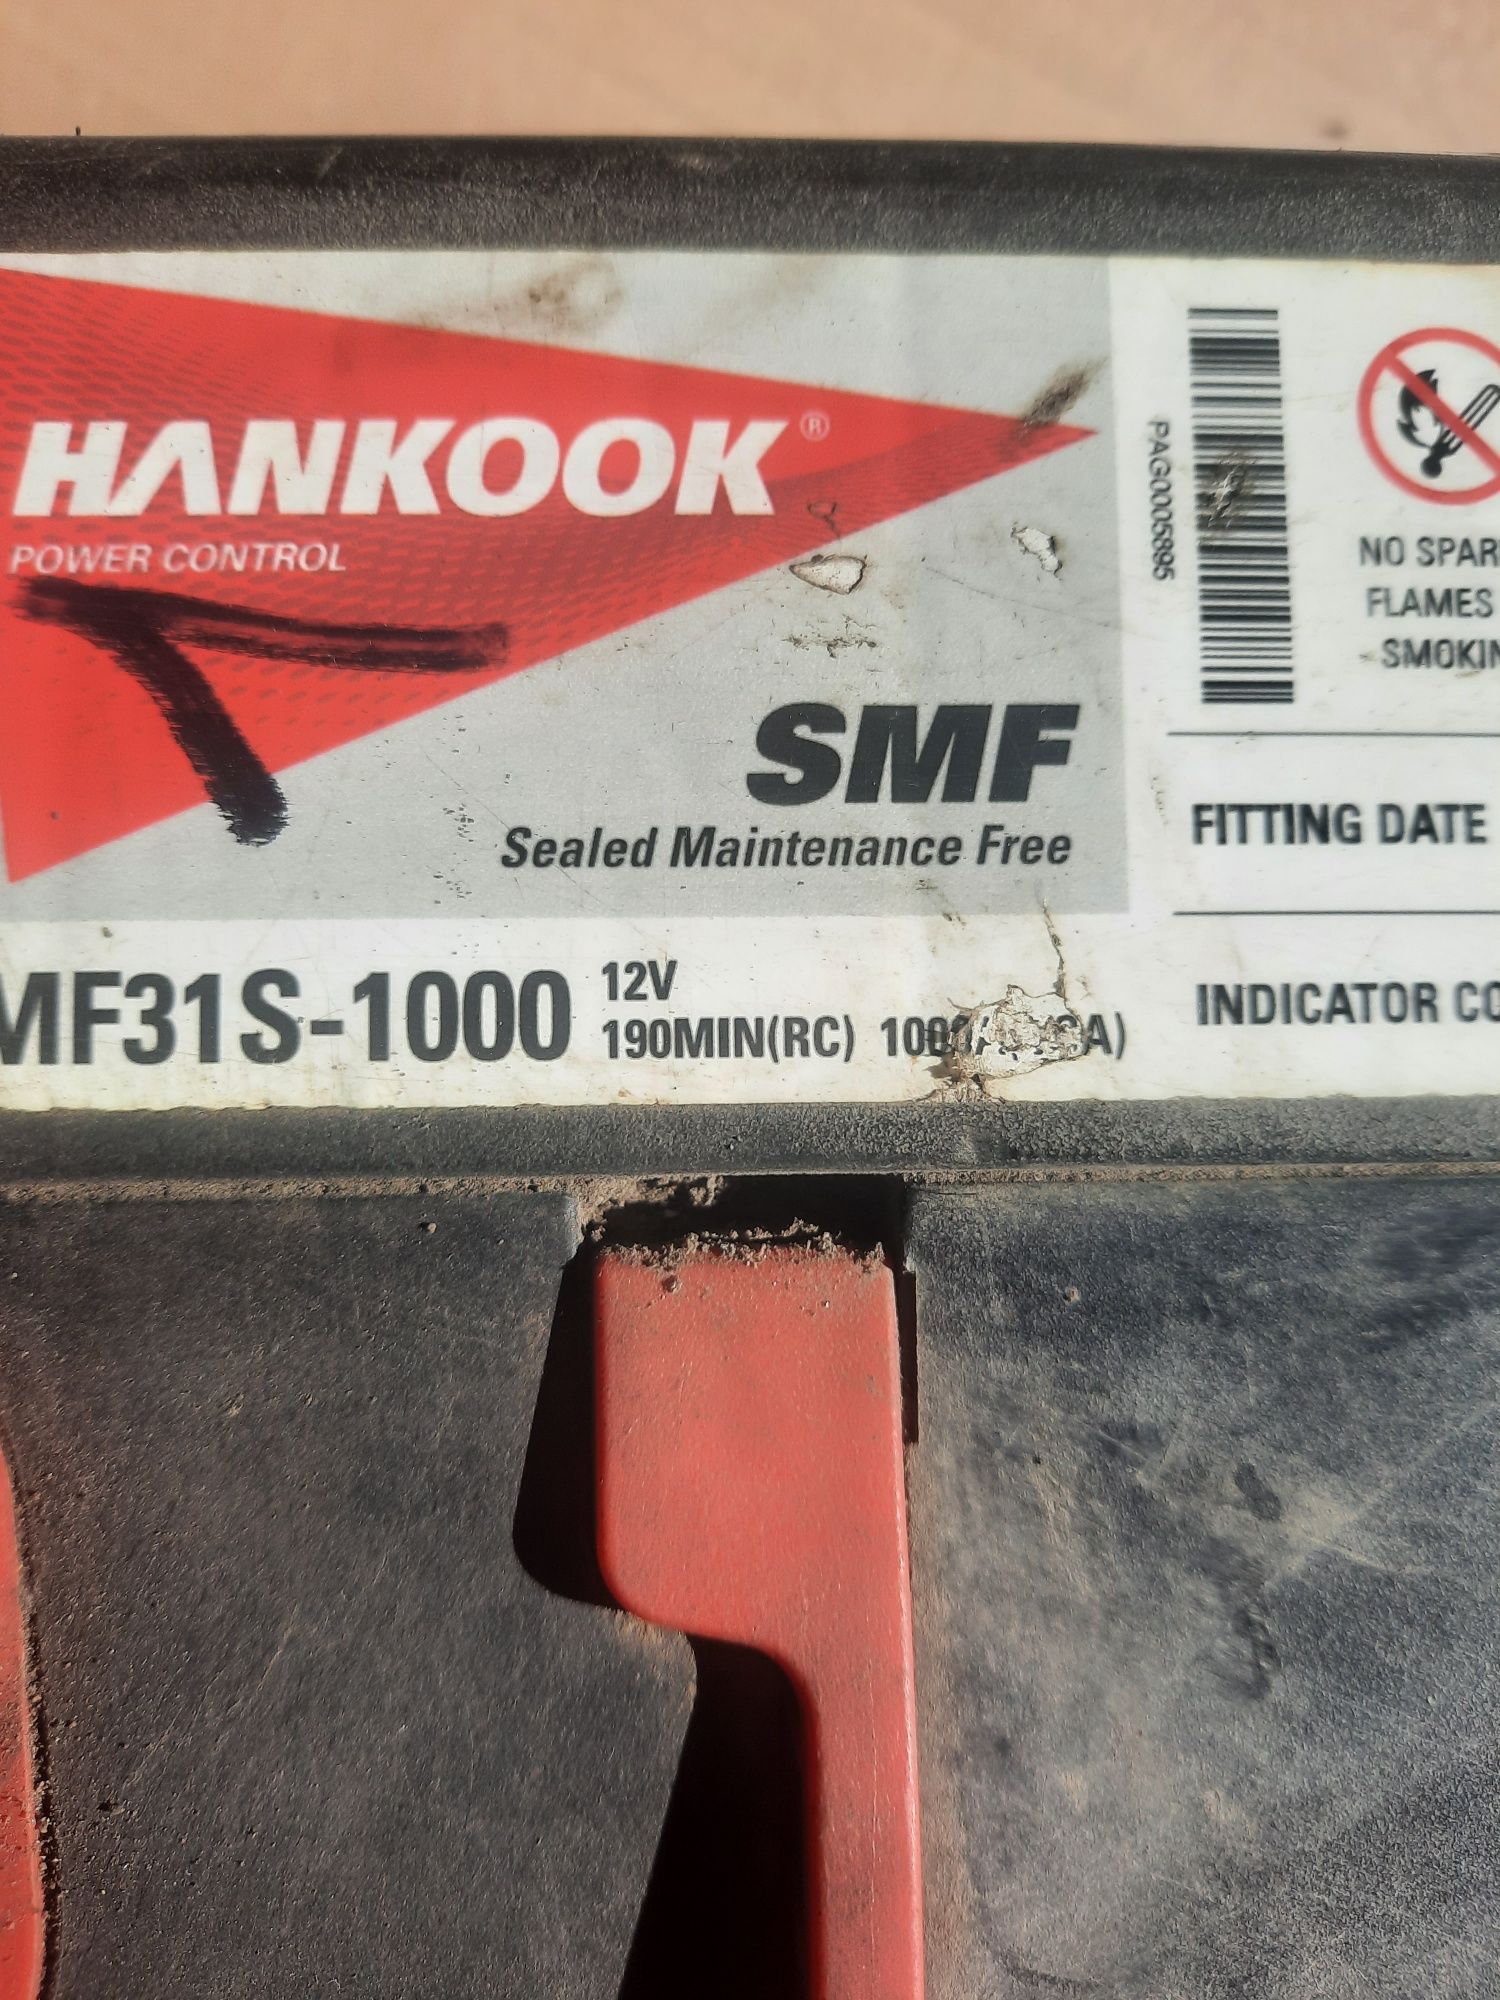 HANKOOK®
POWER CONTROL
SMF
Sealed Maintenance Free
MF31S-1000
12V
190MIN(RC)
PAG0005895
NO SPAR
FLAMES
SMOKIN
FITTING DATE
INDICATOR CO